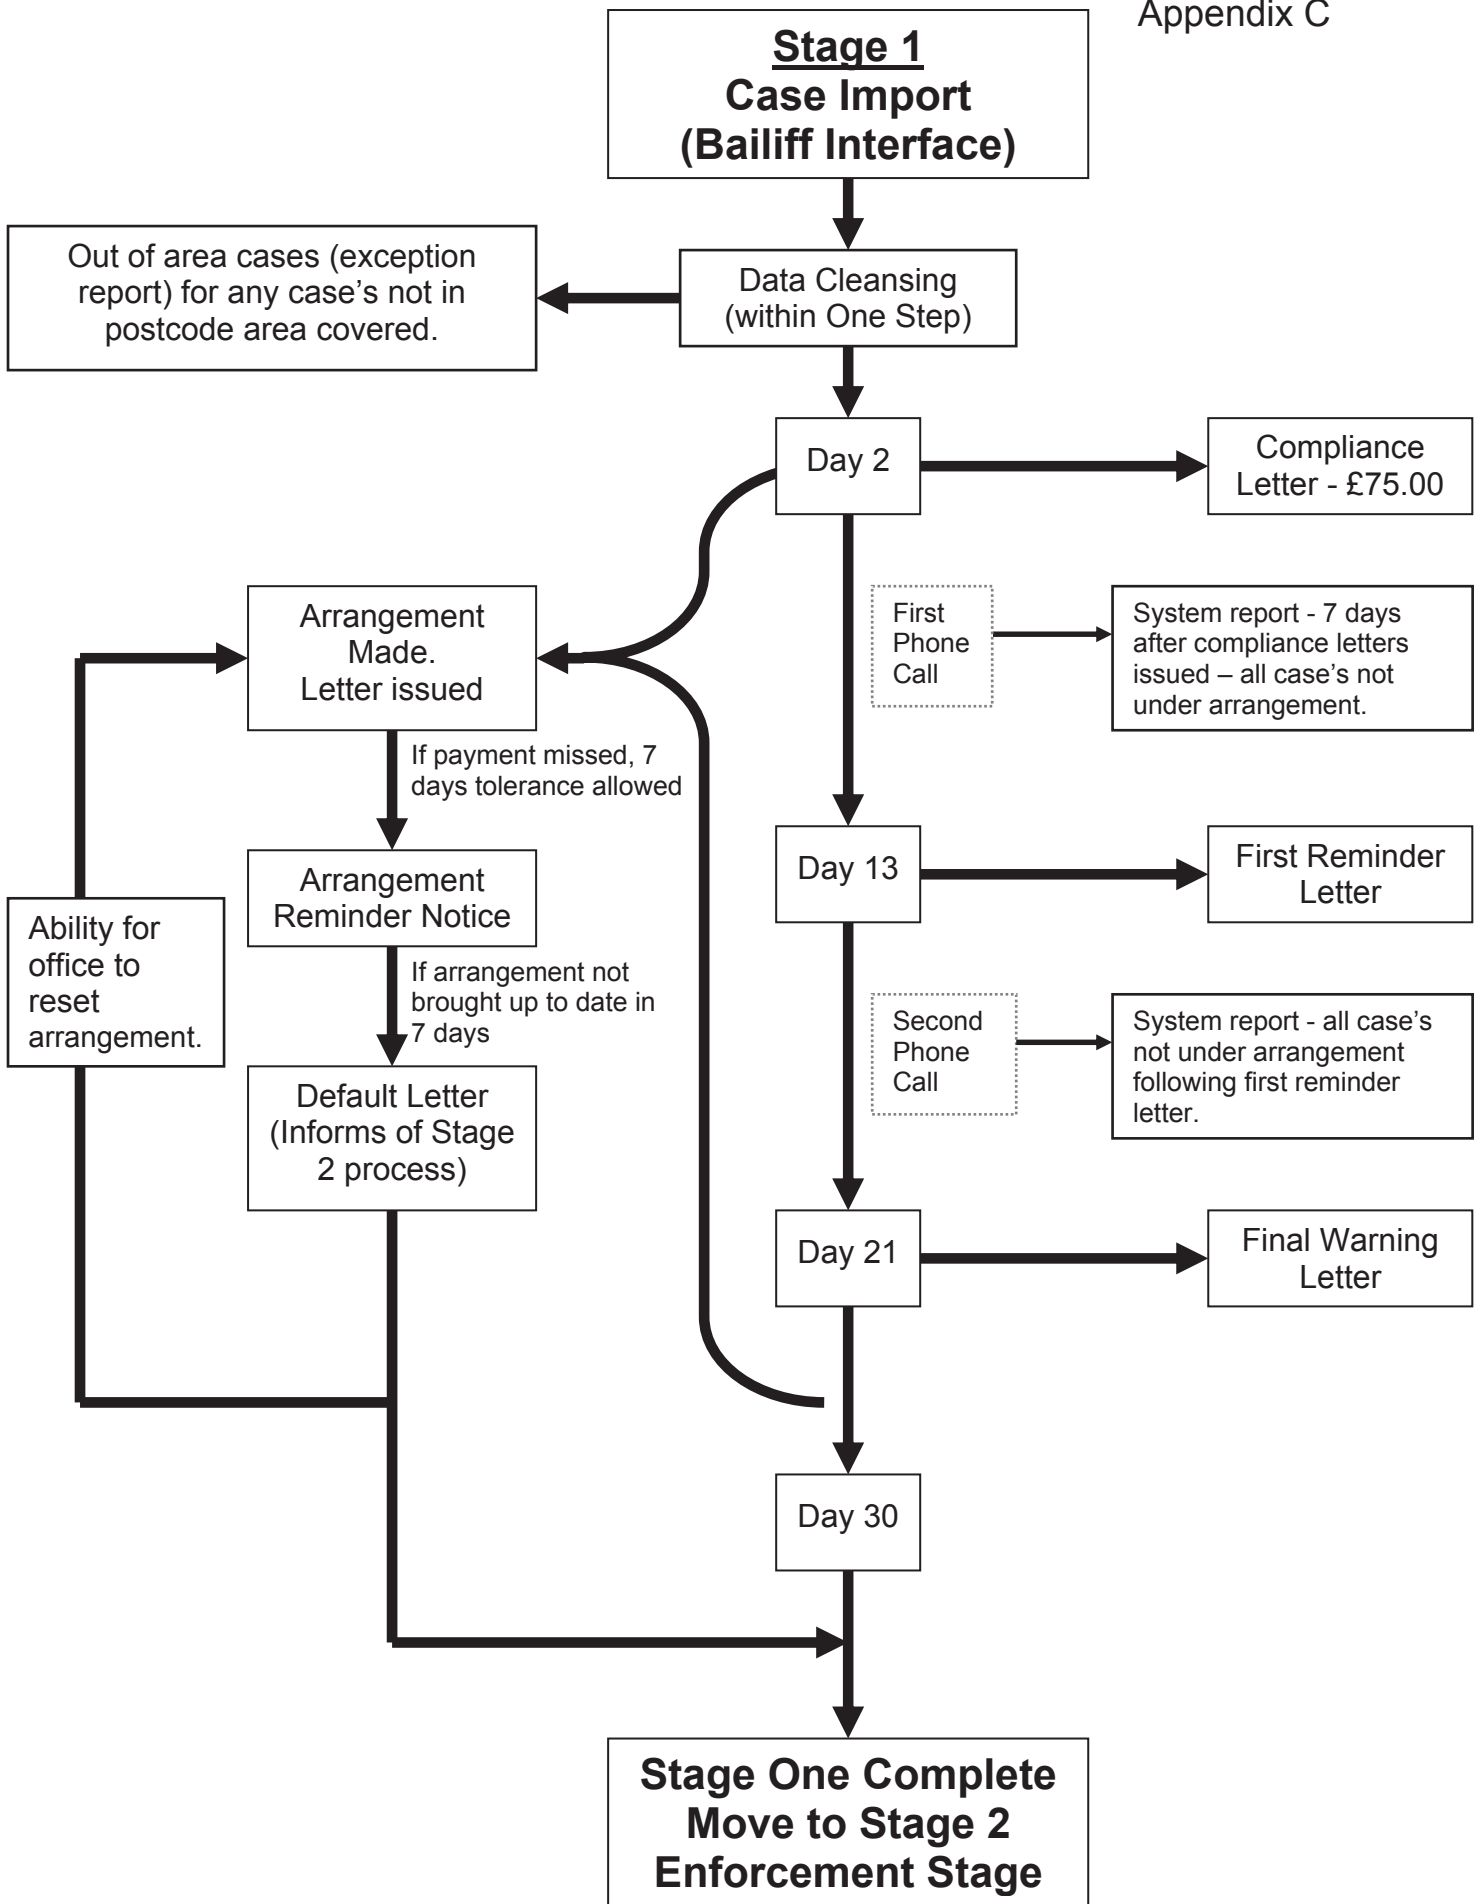 Appendix C
Stage 1
Case Import
(Bailiff Interface)
Out of area cases (exception
report) for any case’s not in
postcode area covered.
Data Cleansing
(within One Step)
Day 2
Compliance
Letter - £75.00
Arrangement
Made.
Letter issued
First
Phone
Call
System report - 7 days
after compliance letters
issued – all case’s not
under arrangement.
If payment missed, 7
days tolerance allowed
Day 13
First Reminder
Letter
Arrangement
Reminder Notice
Ability for
office to
reset
arrangement.
If arrangement not
brought up to date in
7 days
Second
Phone
Call
System report - all case’s
not under arrangement
following first reminder
letter.
Default Letter
(Informs of Stage
2 process)
Day 21
Final Warning
Letter
Day 30
Stage One Complete
Move to Stage 2
Enforcement Stage